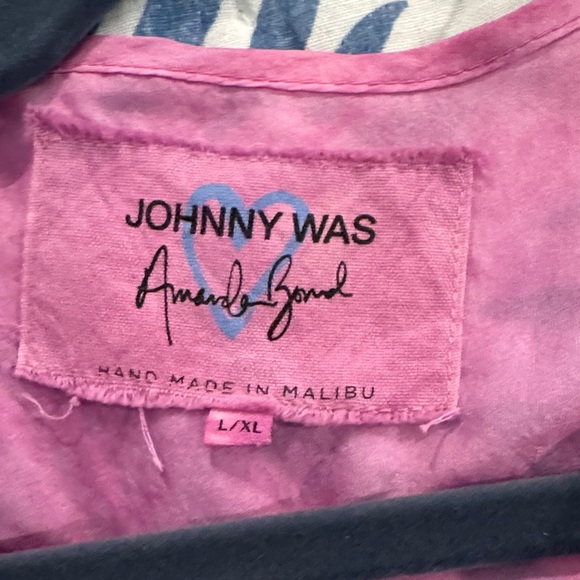 JOHNNY WAS
Amanda Bond
HAND MADE IN MALIBU
L/XL